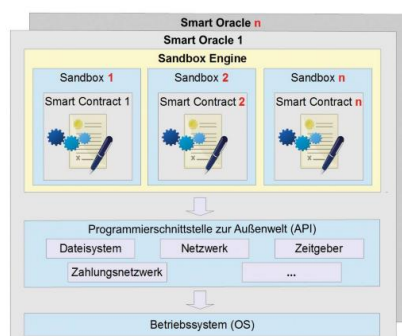 Smart Oracle n
Smart Oracle 1
Sandbox Engine
Sandbox 1
Sandbox 2
Sandbox n
Smart Contract 1
Smart Contract 2
Smart Contract n
Programmierschnittstelle zur Außenwelt (API)
Dateisystem
Netzwerk
Zeitgeber
Zahlungsnetzwerk
...
Betriebssystem (OS)